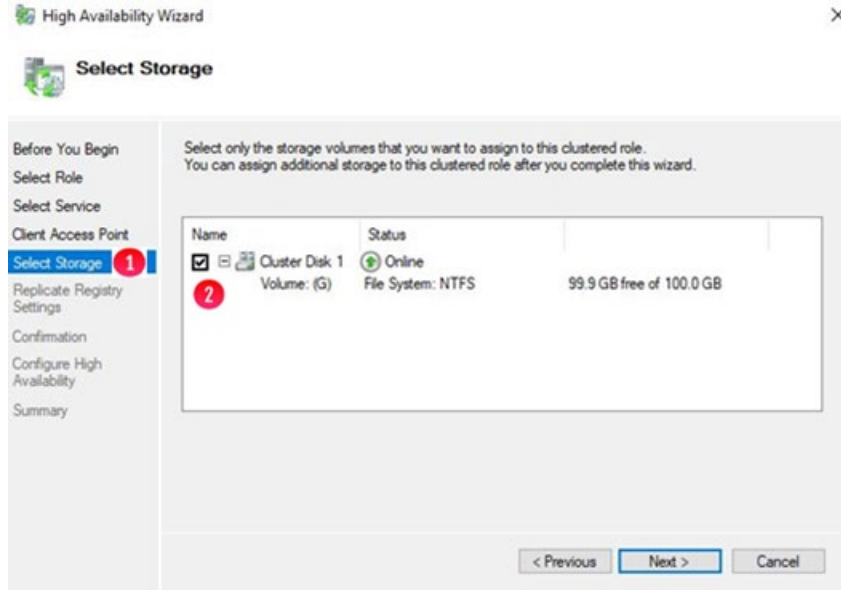 High Availability Wizard
Select Storage
Before You Begin
Select Role
Select Service
Client Access Point
Select Storage 1
Replicate Registry
Settings
Confirmation
Configure High
Availability
Summary
Select only the storage volumes that you want to assign to this clustered role.
You can assign additional storage to this clustered role after you complete this wizard.
Name Status
Cluster Disk 1 Online
2 Volume: (G) File System: NTFS 99.9 GB free of 100.0 GB
< Previous Next > Cancel